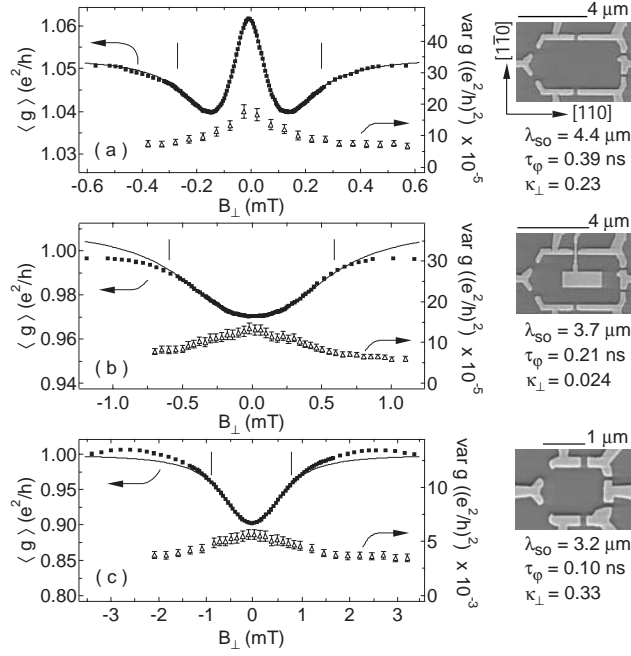 1.06
1.05
1.04
1.03
⟨ g ⟩ (e²/h)
( a )
40
30
20
10
0
var g ((e²/h)²) x 10⁻⁵
-0.6 -0.4 -0.2 0.0 0.2 0.4 0.6
B⊥ (mT)
4 μm
[11̄0]
[110]
λSO = 4.4 μm
τφ = 0.39 ns
κ⊥ = 0.23
1.00
0.98
0.96
0.94
⟨ g ⟩ (e²/h)
( b )
30
20
10
0
var g ((e²/h)²) x 10⁻⁵
-1.0 -0.5 0.0 0.5 1.0
B⊥ (mT)
4 μm
λSO = 3.7 μm
τφ = 0.21 ns
κ⊥ = 0.024
1.00
0.95
0.90
0.85
0.80
⟨ g ⟩ (e²/h)
( c )
10
5
0
var g ((e²/h)²) x 10⁻³
-3 -2 -1 0 1 2 3
B⊥ (mT)
1 μm
λSO = 3.2 μm
τφ = 0.10 ns
κ⊥ = 0.33